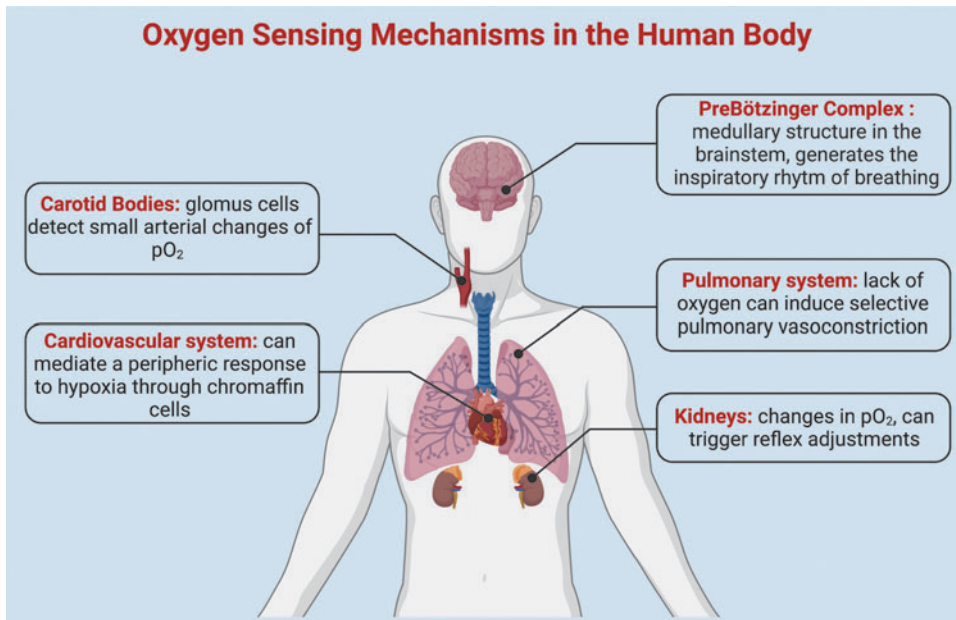 Oxygen Sensing Mechanisms in the Human Body
PreBötzinger Complex :
medullary structure in the
brainstem, generates the
inspiratory rhytm of breathing
Carotid Bodies: glomus cells
detect small arterial changes of
pO₂
Pulmonary system: lack of
oxygen can induce selective
pulmonary vasoconstriction
Cardiovascular system: can
mediate a peripheric response
to hypoxia through chromaffin
cells
Kidneys: changes in pO₂, can
trigger reflex adjustments